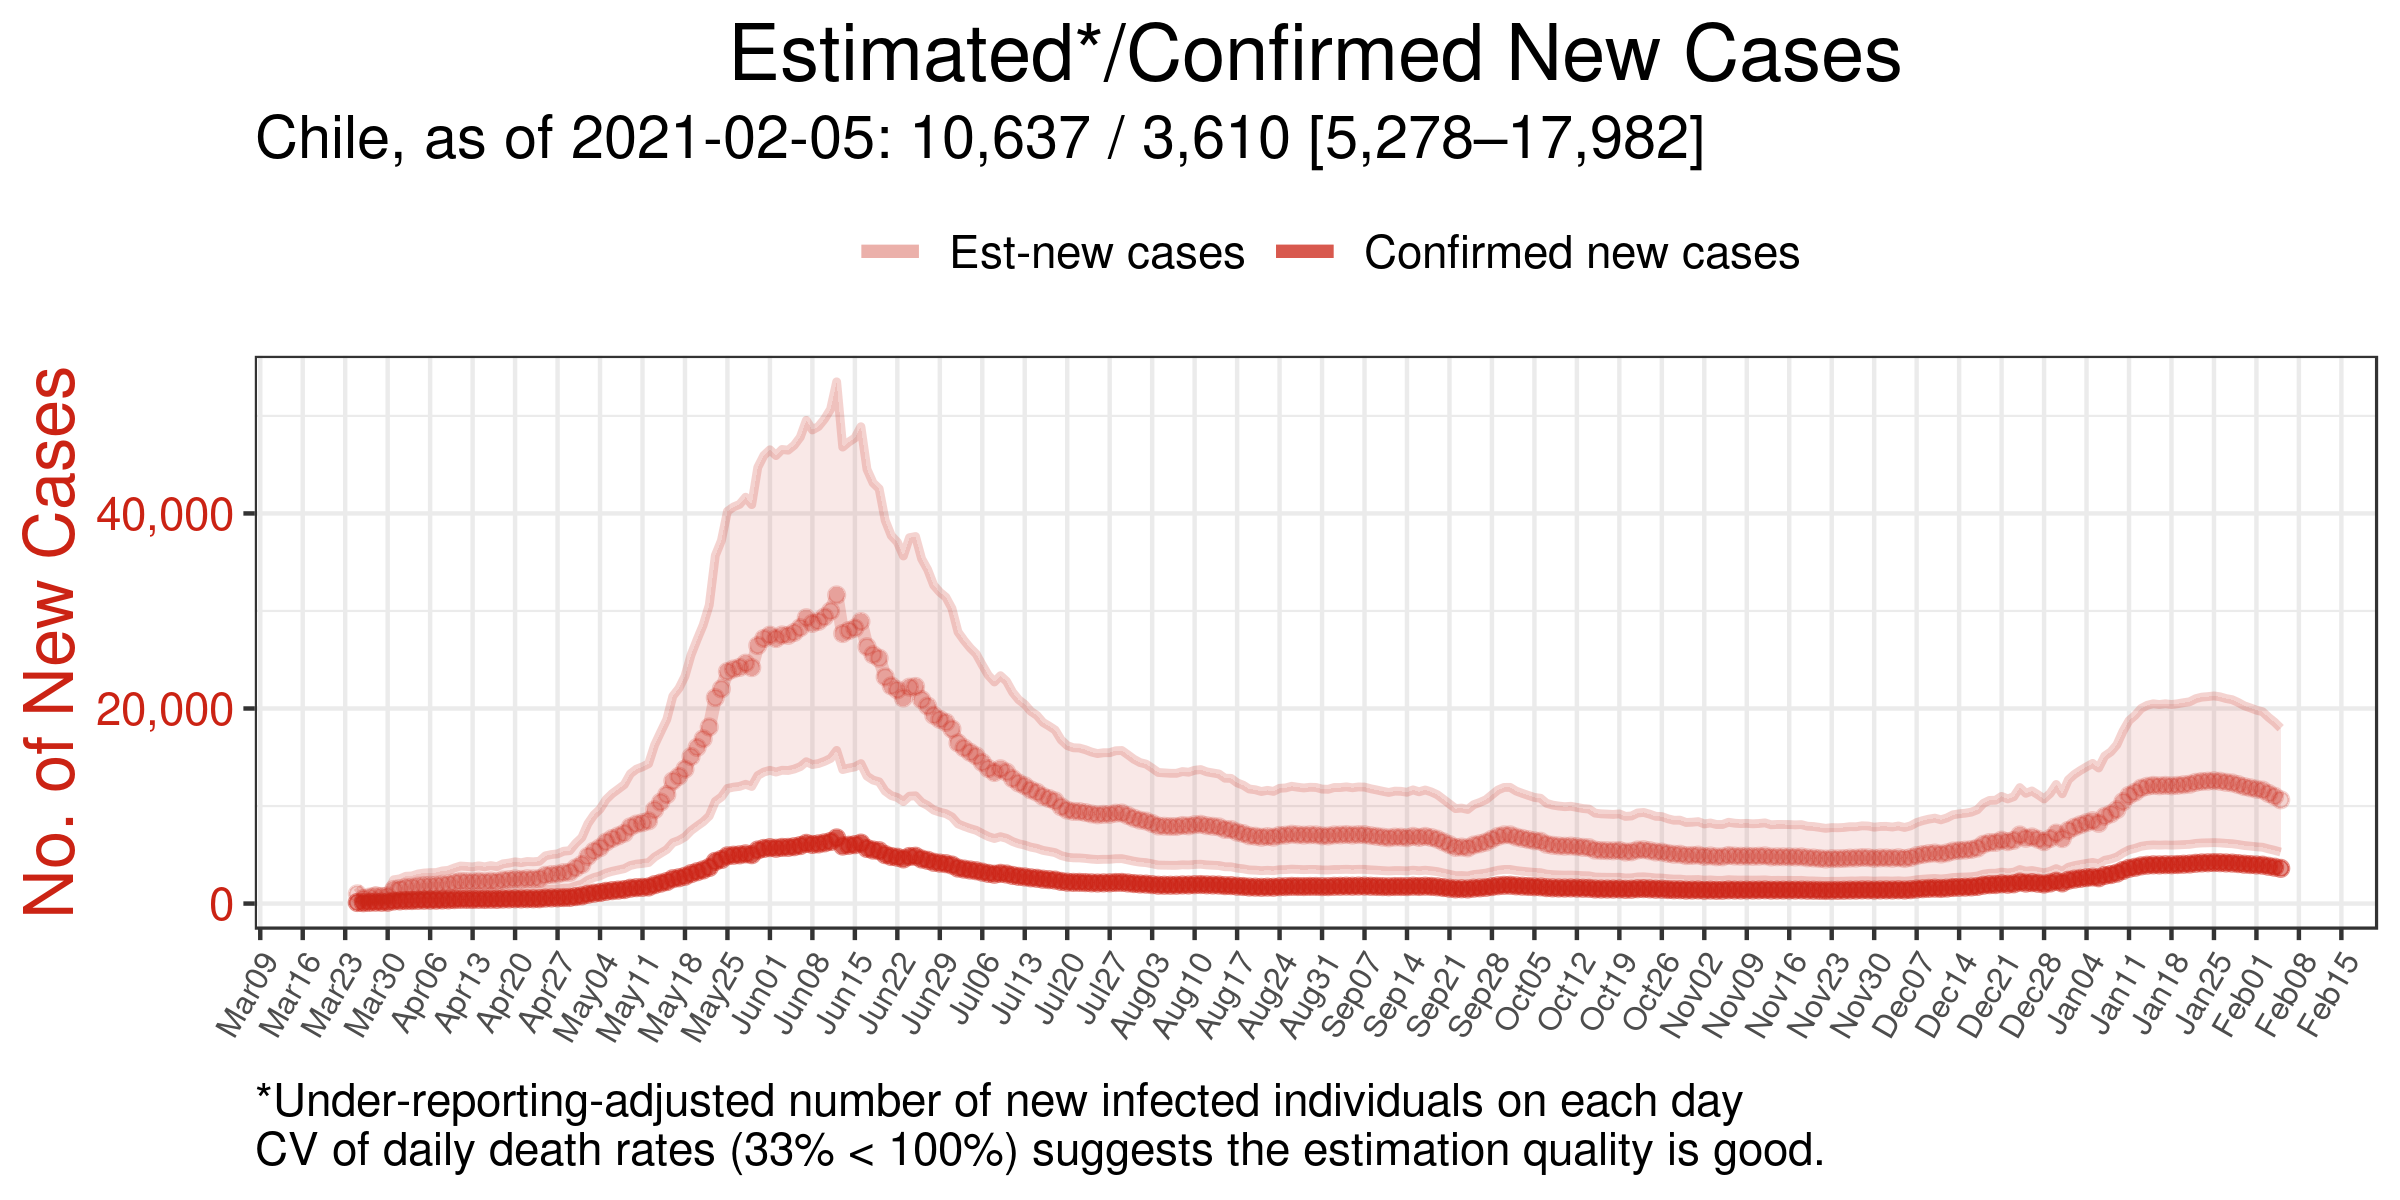 Estimated*/Confirmed New Cases
Chile, as of 2021-02-05: 10,637 / 3,610 [5,278–17,982]
Est-new cases
Confirmed new cases
No. of New Cases
40,000
20,000
0
Mar09
Mar16
Mar23
Mar30
Apr06
Apr13
Apr20
Apr27
May04
May11
May18
May25
Jun01
Jun08
Jun15
Jun22
Jun29
Jul06
Jul13
Jul20
Jul27
Aug03
Aug10
Aug17
Aug24
Aug31
Sep07
Sep14
Sep21
Sep28
Oct05
Oct12
Oct19
Oct26
Nov02
Nov09
Nov16
Nov23
Nov30
Dec07
Dec14
Dec21
Dec28
Jan04
Jan11
Jan18
Jan25
Feb01
Feb08
Feb15
*Under-reporting-adjusted number of new infected individuals on each day
CV of daily death rates (33% < 100%) suggests the estimation quality is good.